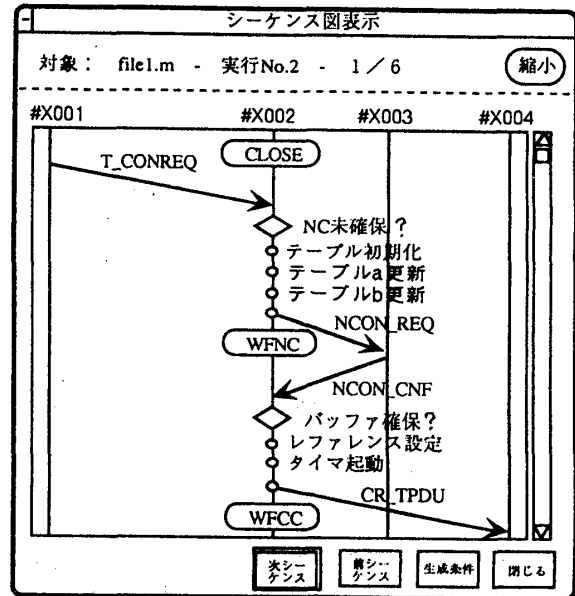 シーケンス図表示
対象： file1.m - 実行No.2 - 1／6
縮小
#X001 #X002 #X003 #X004
CLOSE
T_CONREQ
NC未確保？
テーブル初期化
テーブルa更新
テーブルb更新
NCON_REQ
WFNC
NCON_CNF
バッファ確保？
レファレンス設定
タイマ起動
CR_TPDU
WFCC
次シーケンス 前シーケンス 生成条件 閉じる